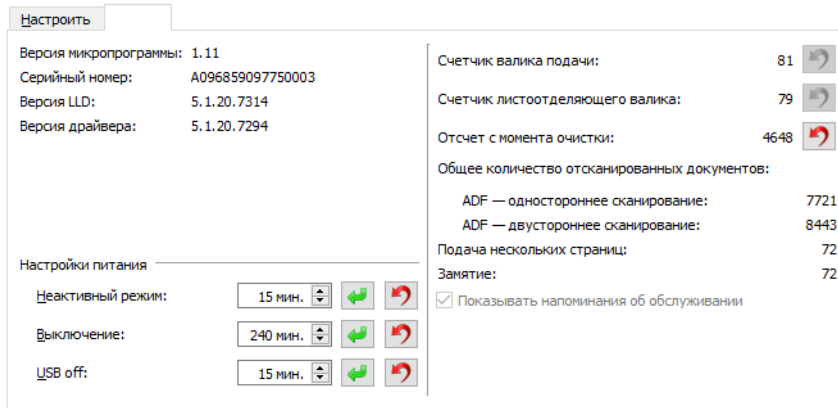 Настроить
Версия микропрограммы: 1.11
Серийный номер: A096859097750003
Версия LLD: 5.1.20.7314
Версия драйвера: 5.1.20.7294
Настройки питания
Неактивный режим: 15 мин.
Выключение: 240 мин.
USB off: 15 мин.
Счетчик валика подачи: 81
Счетчик листоотделяющего валика: 79
Отсчет с момента очистки: 4648
Общее количество отсканированных документов:
ADF — одностороннее сканирование: 7721
ADF — двустороннее сканирование: 8443
Подача нескольких страниц: 72
Замятие: 72
Показывать напоминания об обслуживании